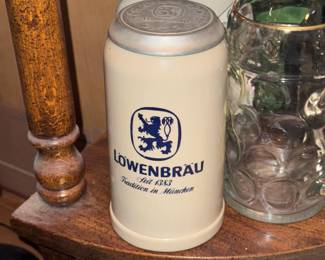 LÖWENBRÄU
Seit 1383
Tradition in München